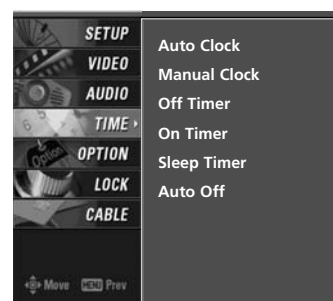 SETUP
VIDEO
AUDIO
TIME
OPTION
LOCK
CABLE
Move MENU Prev
Auto Clock
Manual Clock
Off Timer
On Timer
Sleep Timer
Auto Off